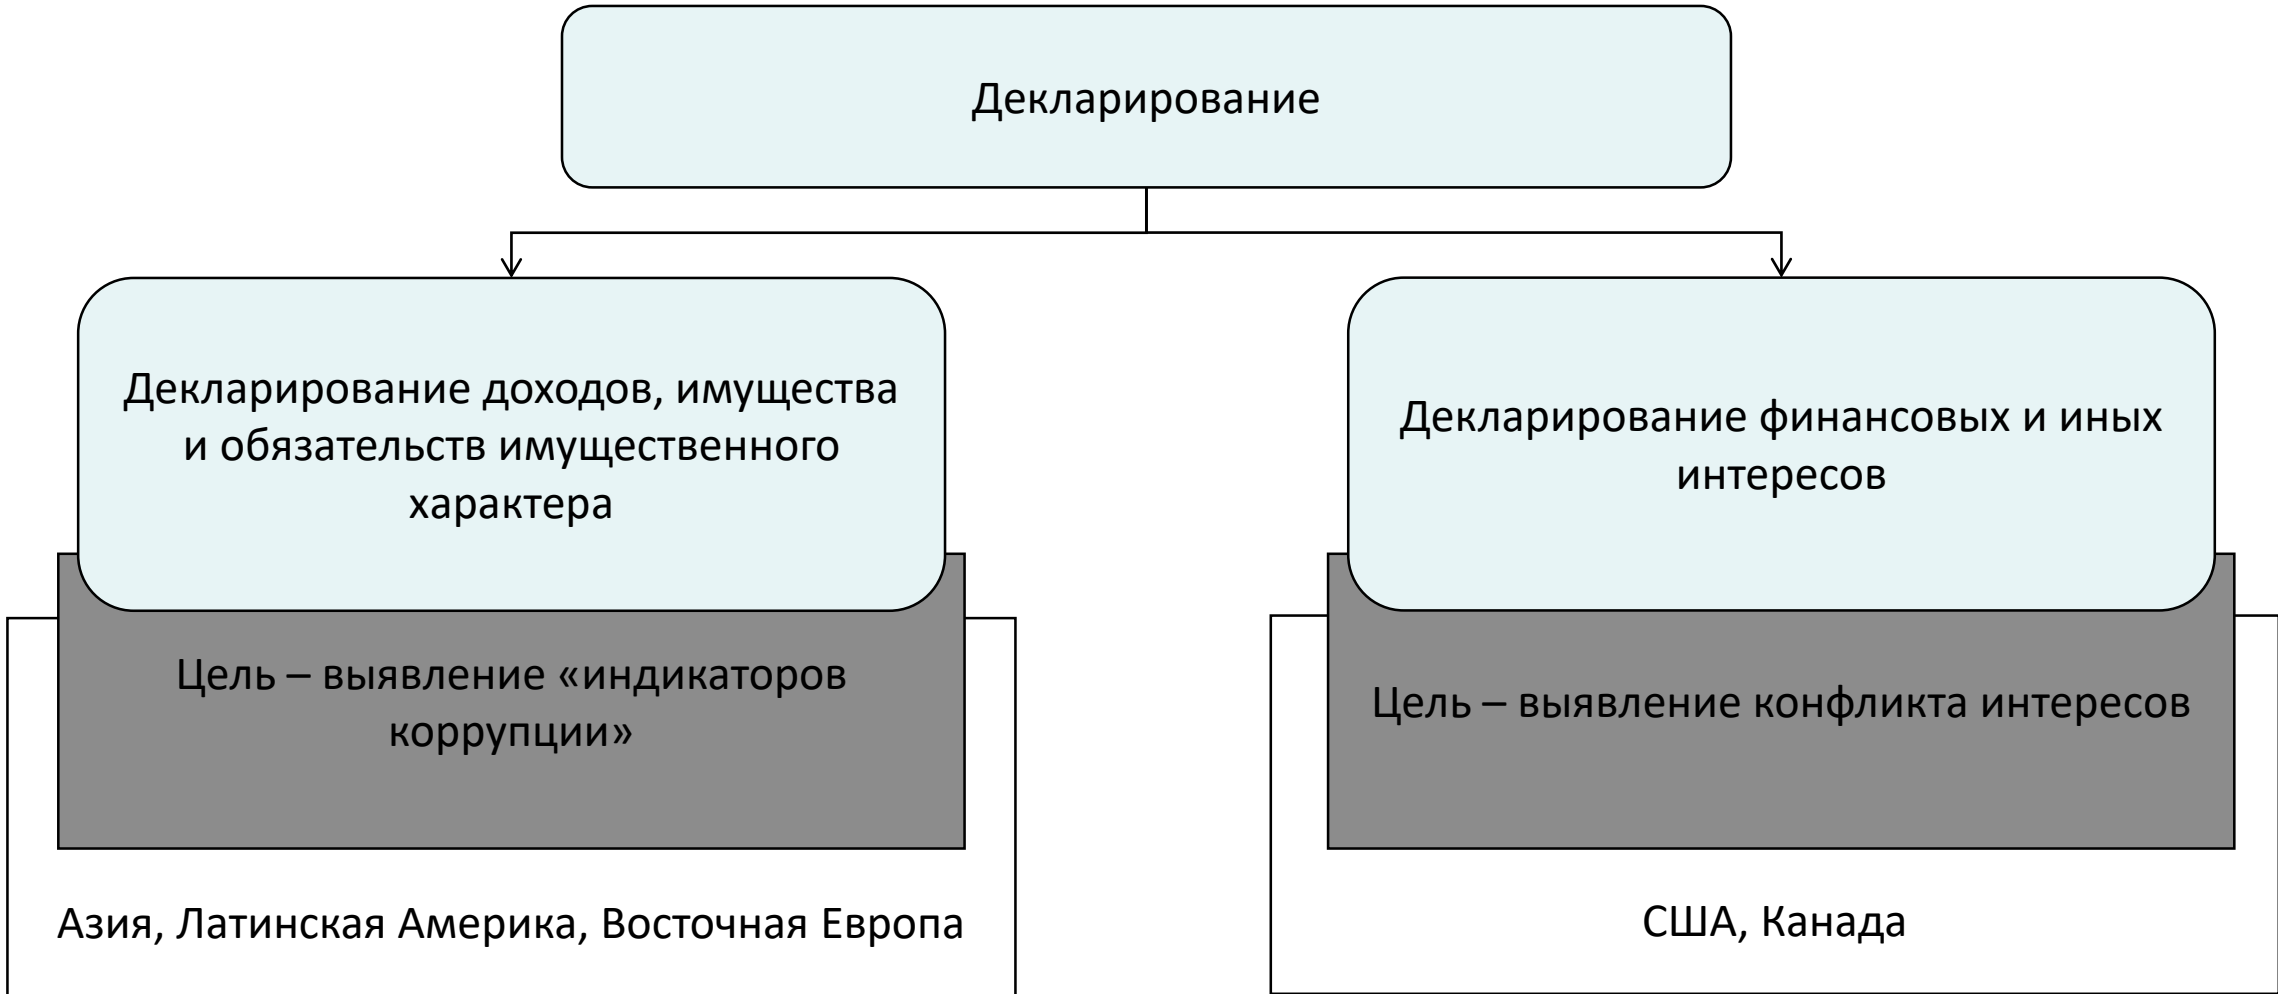 Декларирование
Декларирование доходов, имущества
и обязательств имущественного
характера
Цель – выявление «индикаторов
коррупции»
Азия, Латинская Америка, Восточная Европа
Декларирование финансовых и иных
интересов
Цель – выявление конфликта интересов
США, Канада